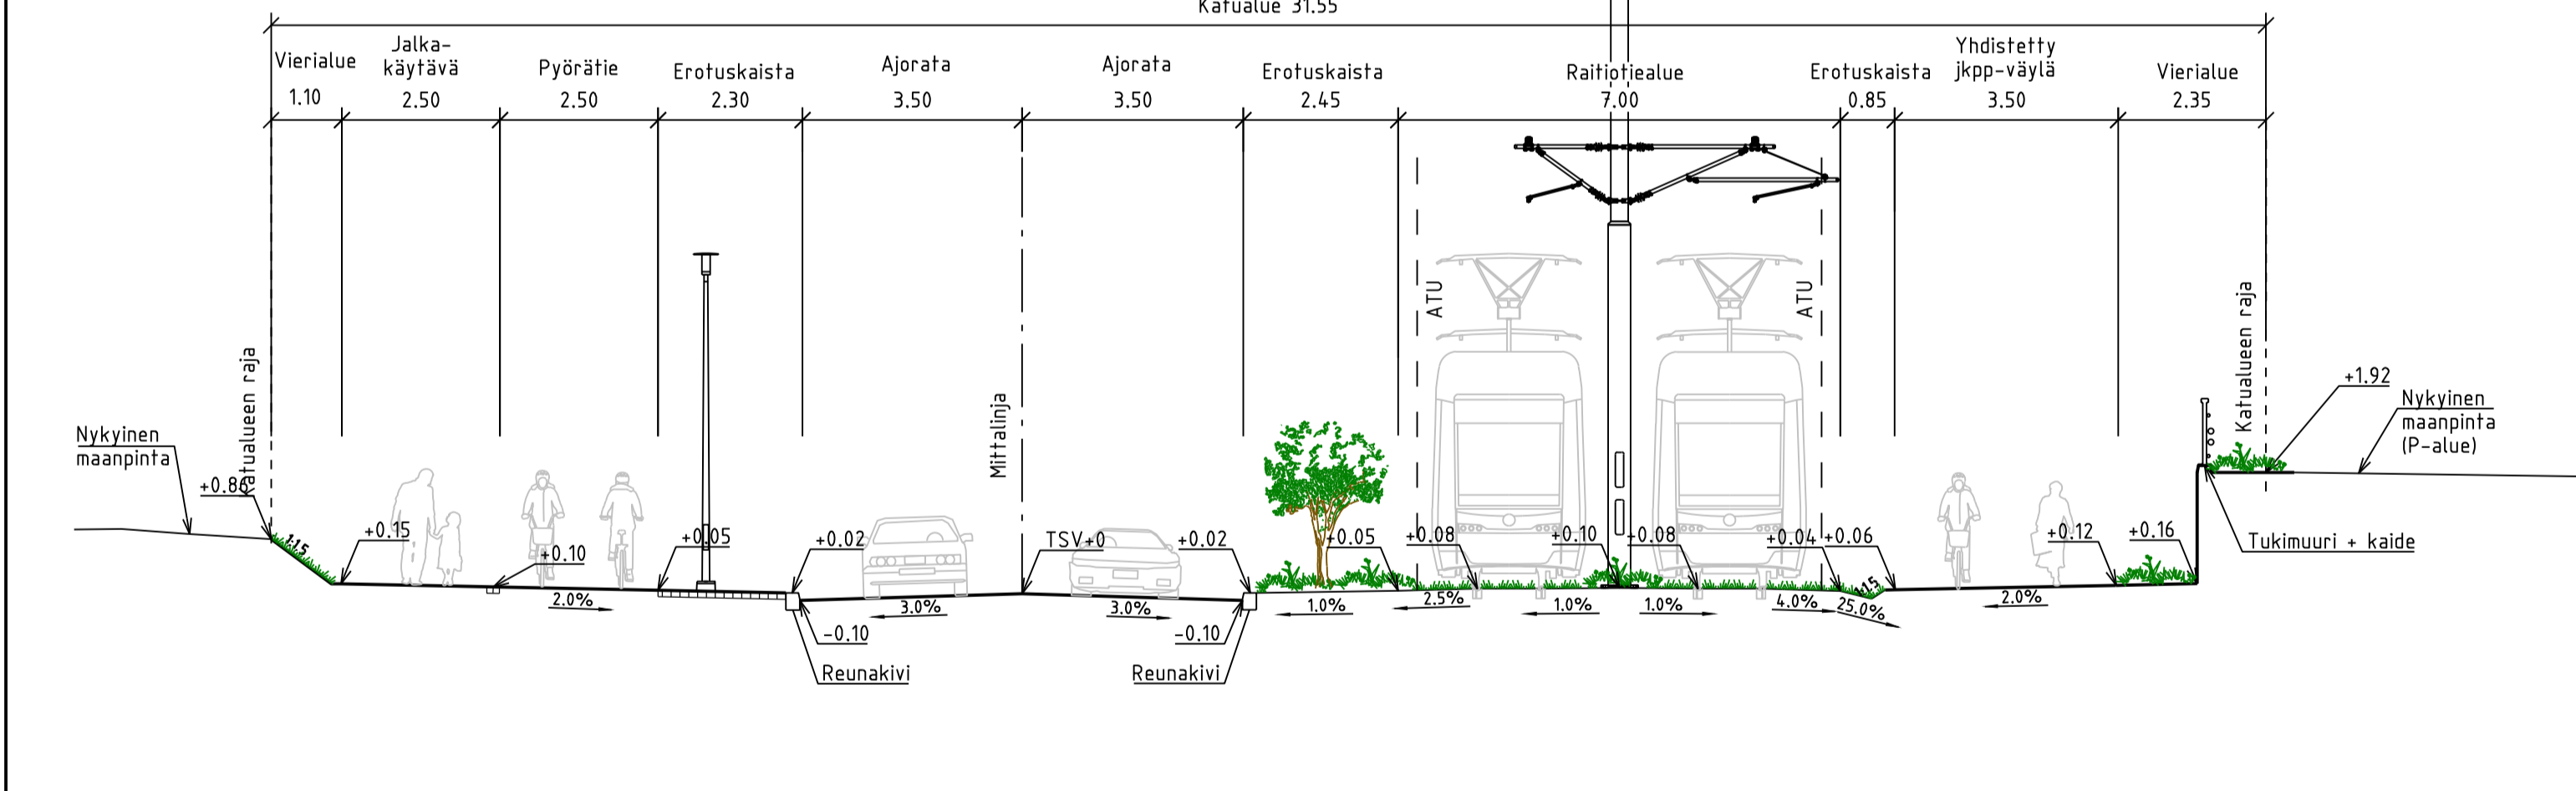 Katualue 31.55
Vierialue
1.10
Jalka-
käytävä
2.50
Pyörätie
2.50
Erotuskaista
2.30
Ajorata
3.50
Ajorata
3.50
Erotuskaista
2.45
Raitiotiealue
7.00
Erotuskaista
0.85
Yhdistetty
jkpp-väylä
3.50
Vierialue
2.35
Nykyinen
maanpinta
+0.86
Katualueen raja
1:1.5
+0.15
+0.10
2.0%
+0.05
+0.02
-0.10
Reunakivi
3.0%
Mittalinja
TSV+0
3.0%
+0.02
-0.10
Reunakivi
1.0%
+0.05
ATU
+0.08
2.5%
1.0%
+0.10
+0.08
1.0%
ATU
+0.04
4.0%
+0.06
25.0%
1:1.5
2.0%
+0.12
+0.16
Katualueen raja
+1.92
Nykyinen
maanpinta
(P-alue)
Tukimuuri + kaide